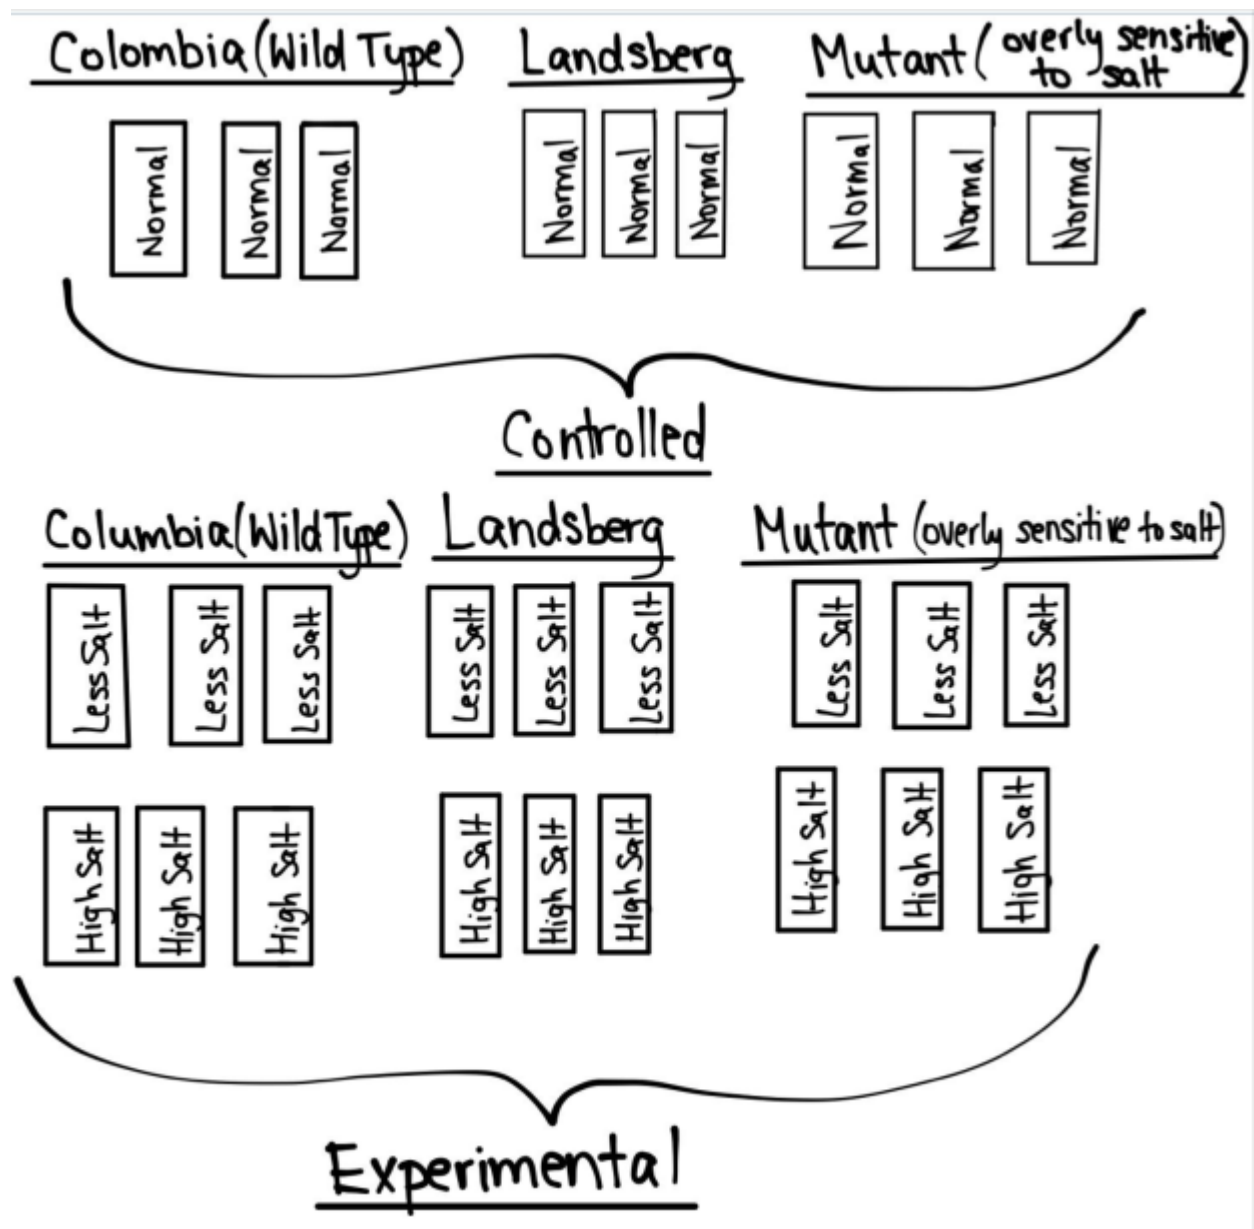 Colombia (Wild Type)
Landsberg
Mutant (overly sensitive
to salt)
Normal
Normal
Normal
Normal
Normal
Normal
Normal
Normal
Normal
Controlled
Columbia (Wild Type)
Landsberg
Mutant (overly sensitive to salt)
Less Salt
Less Salt
Less Salt
Less Salt
Less Salt
Less Salt
Less Salt
Less Salt
Less Salt
High Salt
High Salt
High Salt
High Salt
High Salt
High Salt
High Salt
High Salt
High Salt
Experimental